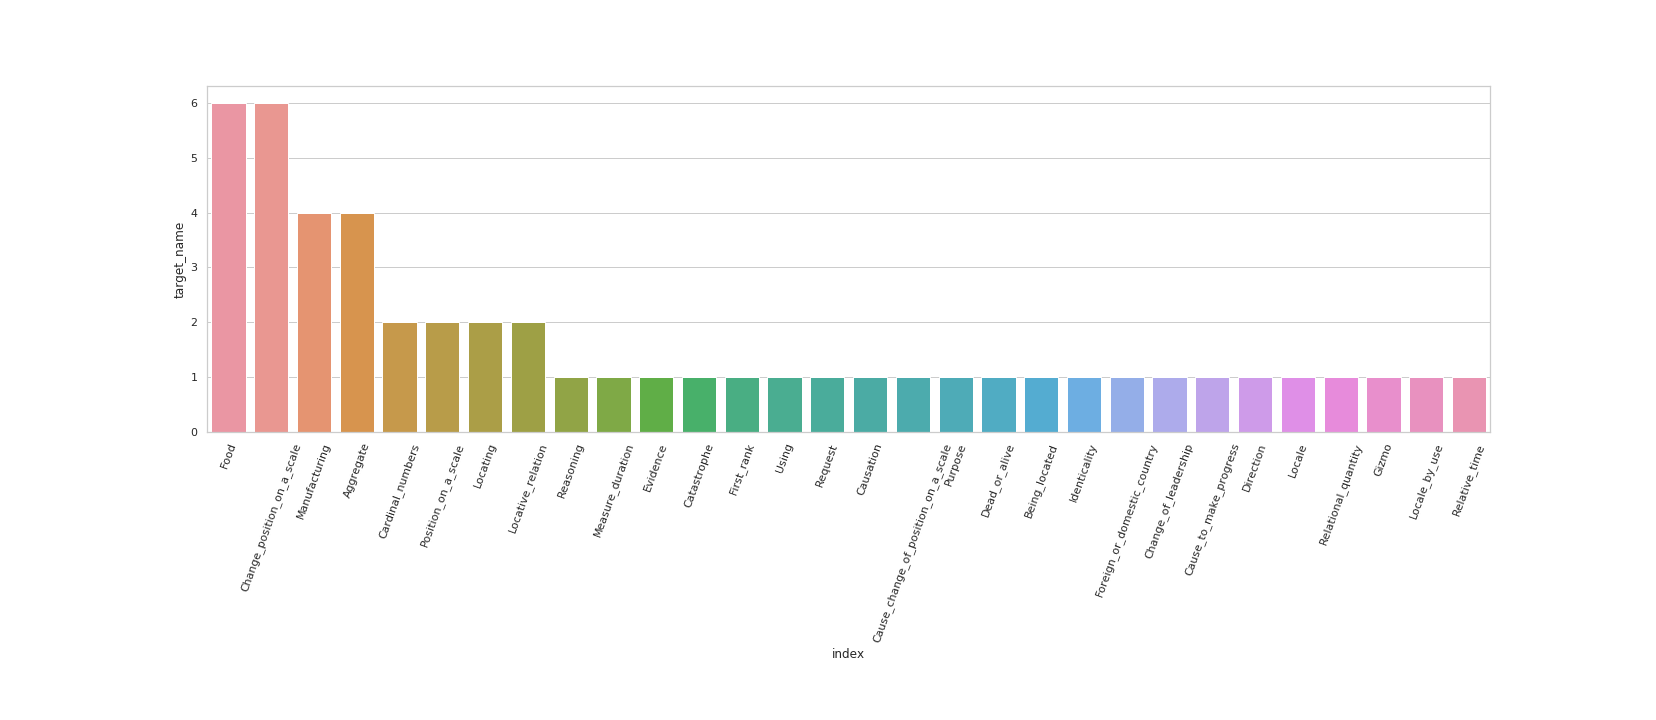 6
5
4
3
2
1
0
target_name
Food
Change_position_on_a_scale
Manufacturing
Aggregate
Cardinal_numbers
Position_on_a_scale
Locating
Locative_relation
Reasoning
Measure_duration
Evidence
Catastrophe
First_rank
Using
Request
Causation
Cause_change_of_position_on_a_scale
Purpose
Dead_or_alive
Being_located
Identicality
Foreign_or_domestic_country
Change_of_leadership
Cause_to_make_progress
Direction
Locale
Relational_quantity
Gizmo
Locale_by_use
Relative_time
index